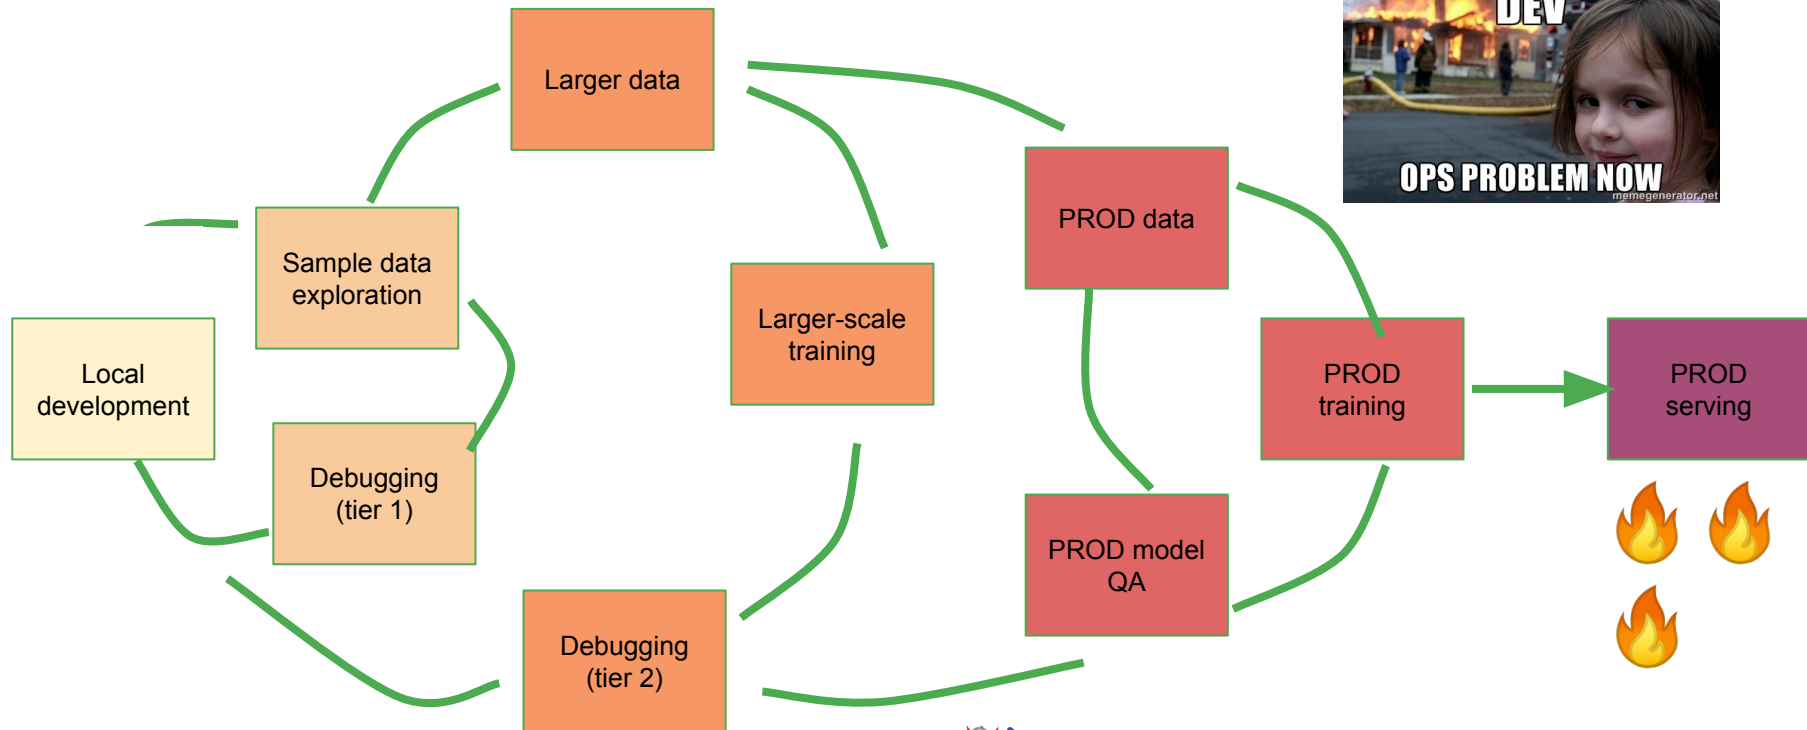 Larger data
DEV
OPS PROBLEM NOW
memegenerator.net
PROD data
Sample data
exploration
Larger-scale
training
Local
development
PROD
training
PROD
serving
Debugging
(tier 1)
PROD model
QA
Debugging
(tier 2)